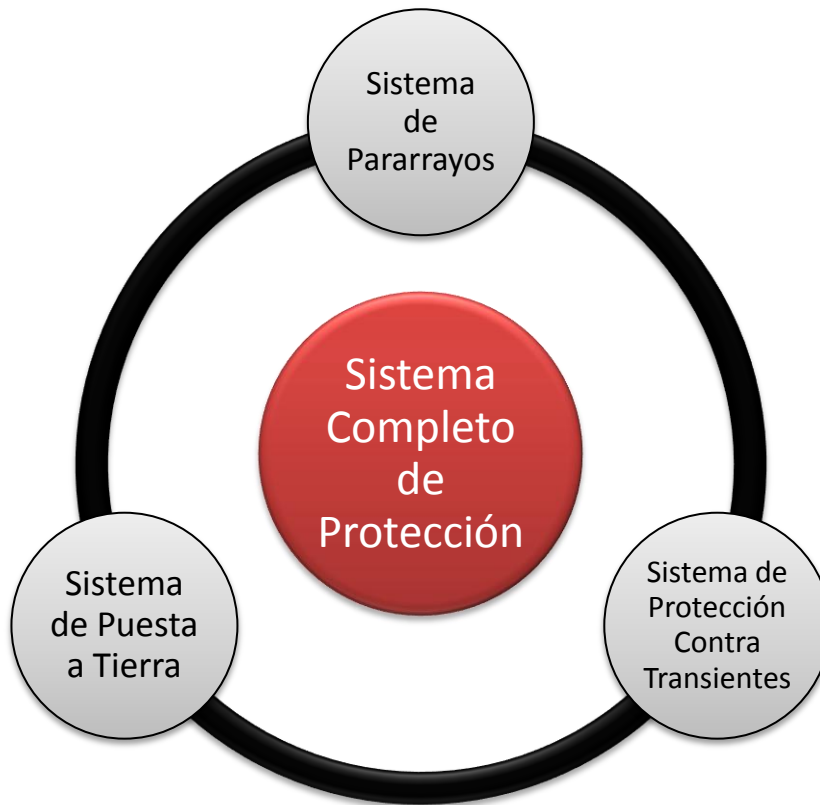 Sistema
de
Pararrayos
Sistema
Completo
de
Protección
Sistema
de Puesta
a Tierra
Sistema de
Protección
Contra
Transientes